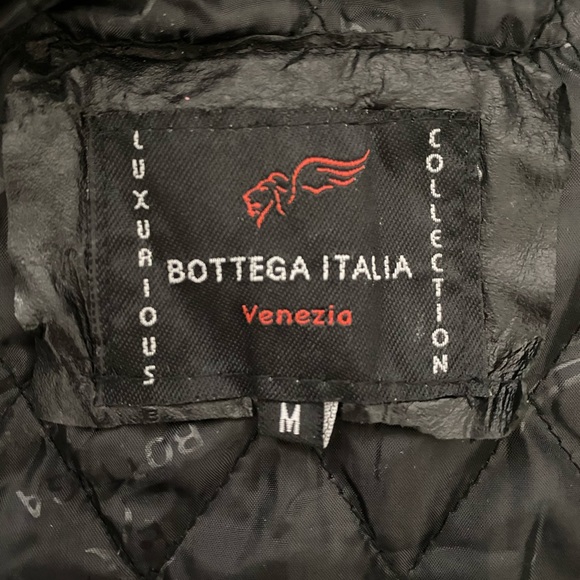 LUXURIOUS
COLLECTION
BOTTEGA ITALIA
Venezia
M